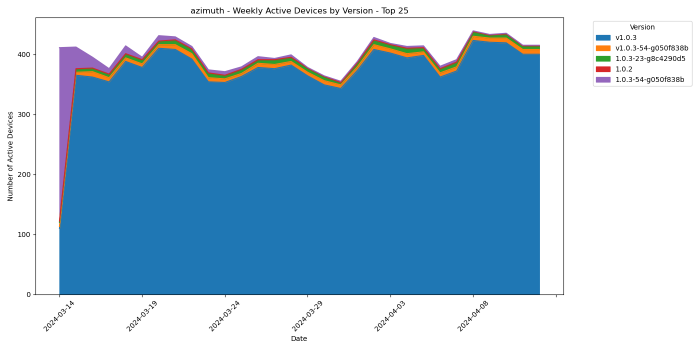 azimuth - Weekly Active Devices by Version - Top 25
Version
v1.0.3
v1.0.3-54-g050f838b
1.0.3-23-g8c4290d5
1.0.2
1.0.3-54-g050f838b
Number of Active Devices
400
300
200
100
0
2024-03-14
2024-03-19
2024-03-24
2024-03-29
2024-04-03
2024-04-08
Date